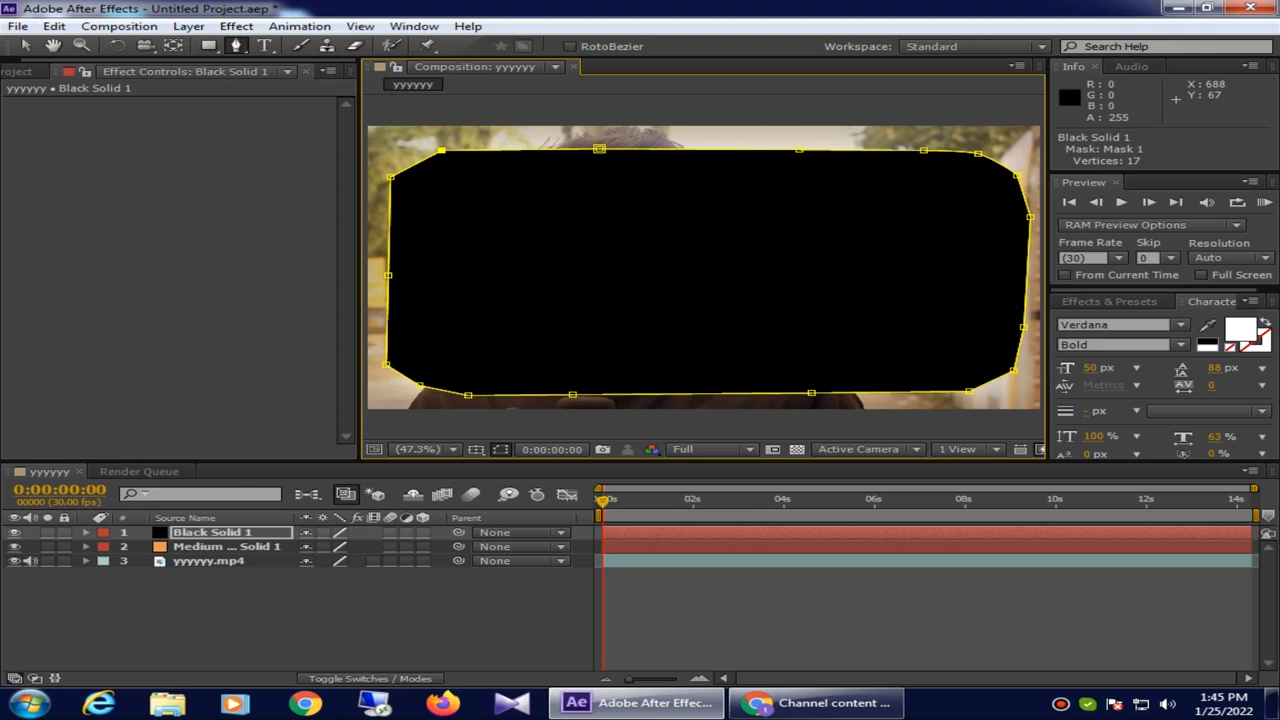 Adobe After Effects - Untitled Project.aep *
File Edit Composition Layer Effect Animation View Window Help
RotoBezier
Workspace: Standard
Search Help
roject
Effect Controls: Black Solid 1
yyyyyy • Black Solid 1
Composition: yyyyyy
yyyyyy
Info Audio
R : 0
G : 0
B : 0
A : 255
X : 688
Y : 67
Black Solid 1
Mask: Mask 1
Vertices: 17
Preview
RAM Preview Options
Frame Rate Skip Resolution
(30) 0 Auto
From Current Time Full Screen
Effects & Presets Characte
Verdana
Bold
50 px 88 px
Metrics 0
- px
100 % 63 %
0 px 0 %
(47.3%) 0:00:00:00 Full Active Camera 1 View
yyyyyy Render Queue
0:00:00:00
00000 (30.00 fps)
00s 02s 04s 06s 08s 10s 12s 14s
# Source Name Parent
1 Black Solid 1 None
2 Medium ... Solid 1 None
3 yyyyyy.mp4 None
Toggle Switches / Modes
Adobe After Effec...
Channel content ...
1:45 PM
1/25/2022